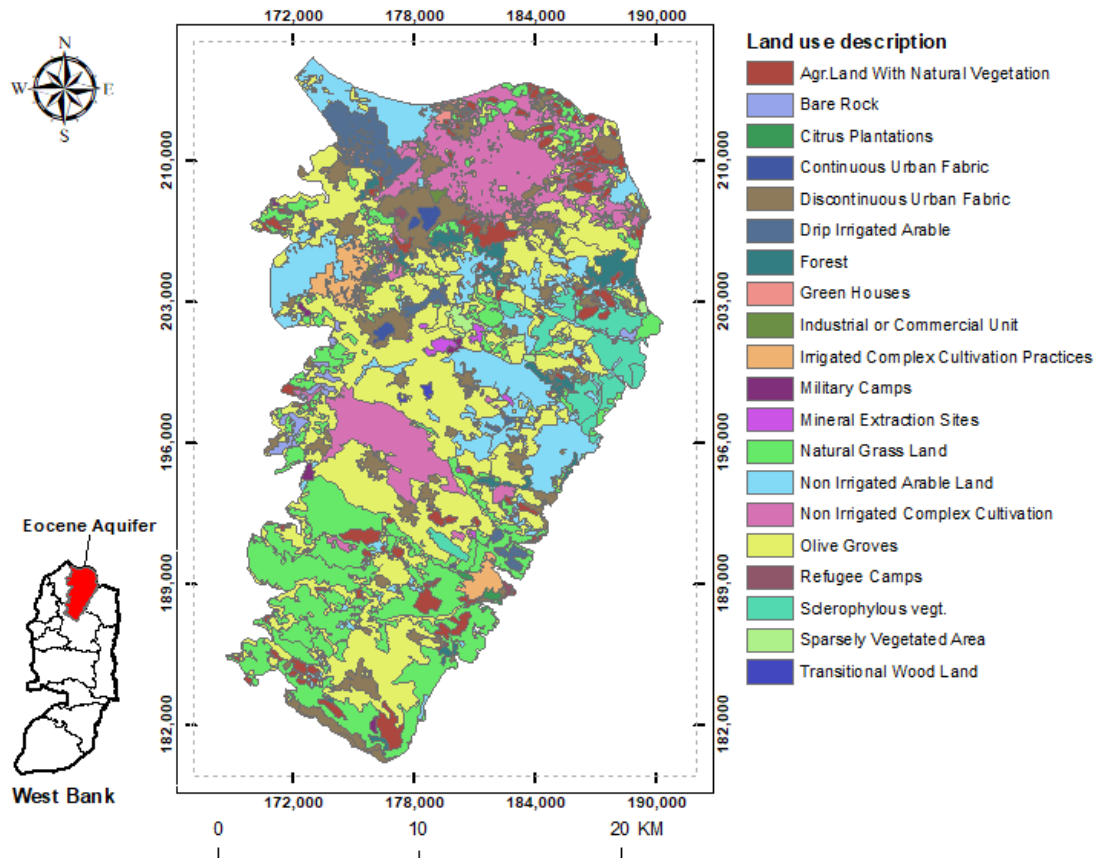 172,000 178,000 184,000 190,000
N
W E
S
210,000 210,000
203,000 203,000
196,000 196,000
189,000 189,000
182,000 182,000
172,000 178,000 184,000 190,000
0 10 20 KM
Land use description
Agr.Land With Natural Vegetation
Bare Rock
Citrus Plantations
Continuous Urban Fabric
Discontinuous Urban Fabric
Drip Irrigated Arable
Forest
Green Houses
Industrial or Commercial Unit
Irrigated Complex Cultivation Practices
Military Camps
Mineral Extraction Sites
Natural Grass Land
Non Irrigated Arable Land
Non Irrigated Complex Cultivation
Olive Groves
Refugee Camps
Sclerophylous vegt.
Sparsely Vegetated Area
Transitional Wood Land
Eocene Aquifer
West Bank